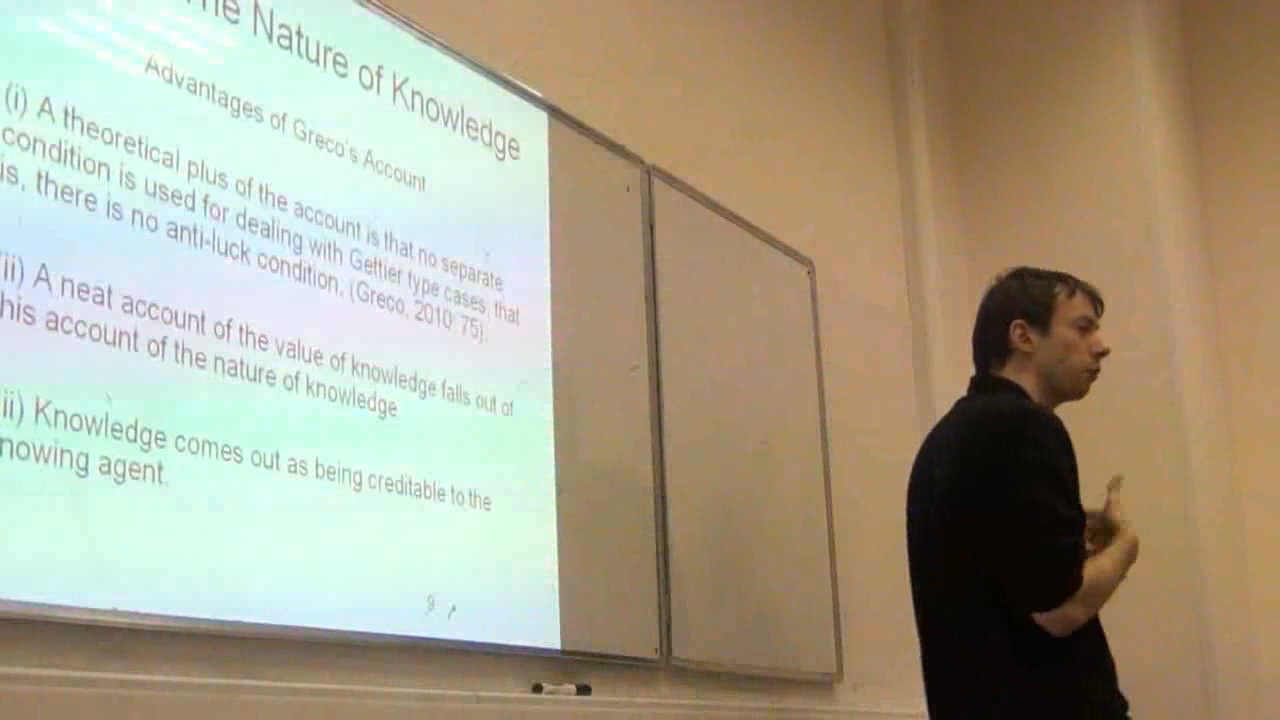 The Nature of Knowledge
Advantages of Greco's Account
(i) A theoretical plus of the account is that no separate
condition is used for dealing with Gettier type cases, that
is, there is no anti-luck condition, (Greco, 2010: 75).
ii) A neat account of the value of knowledge falls out of
his account of the nature of knowledge
ii) Knowledge comes out as being creditable to the
nowing agent.